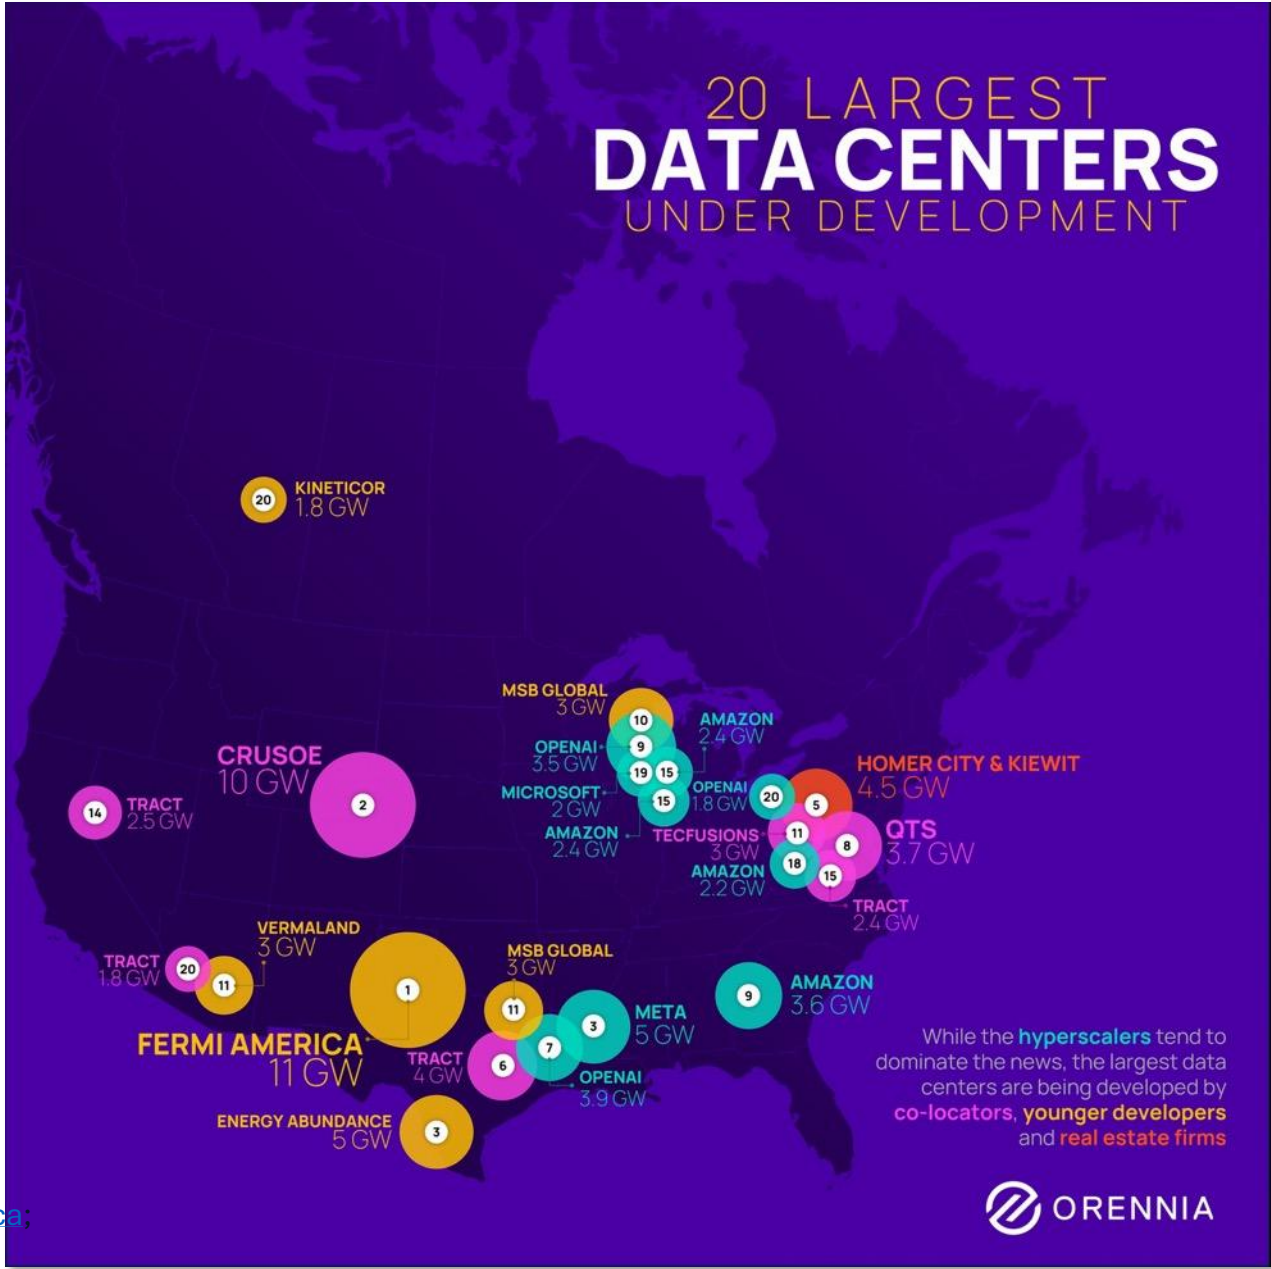 20 LARGEST
DATA CENTERS
UNDER DEVELOPMENT
20
KINETICOR
1.8 GW
MSB GLOBAL
3 GW
10
AMAZON
2.4 GW
OPENAI
3.5 GW
9
CRUSOE
10 GW
2
19
15
MICROSOFT
2 GW
15
AMAZON
2.4 GW
OPENAI
1.8 GW
20
HOMER CITY & KIEWIT
4.5 GW
5
14
TRACT
2.5 GW
TECFUSIONS
3 GW
11
QTS
3.7 GW
8
AMAZON
2.2 GW
18
15
TRACT
2.4 GW
VERMALAND
3 GW
TRACT
1.8 GW
20
11
FERMI AMERICA
11 GW
1
MSB GLOBAL
3 GW
11
META
5 GW
3
AMAZON
3.6 GW
9
TRACT
4 GW
6
7
OPENAI
3.9 GW
ENERGY ABUNDANCE
5 GW
3
While the hyperscalers tend to
dominate the news, the largest data
centers are being developed by
co-locators, younger developers
and real estate firms
ORENNIA
ca;